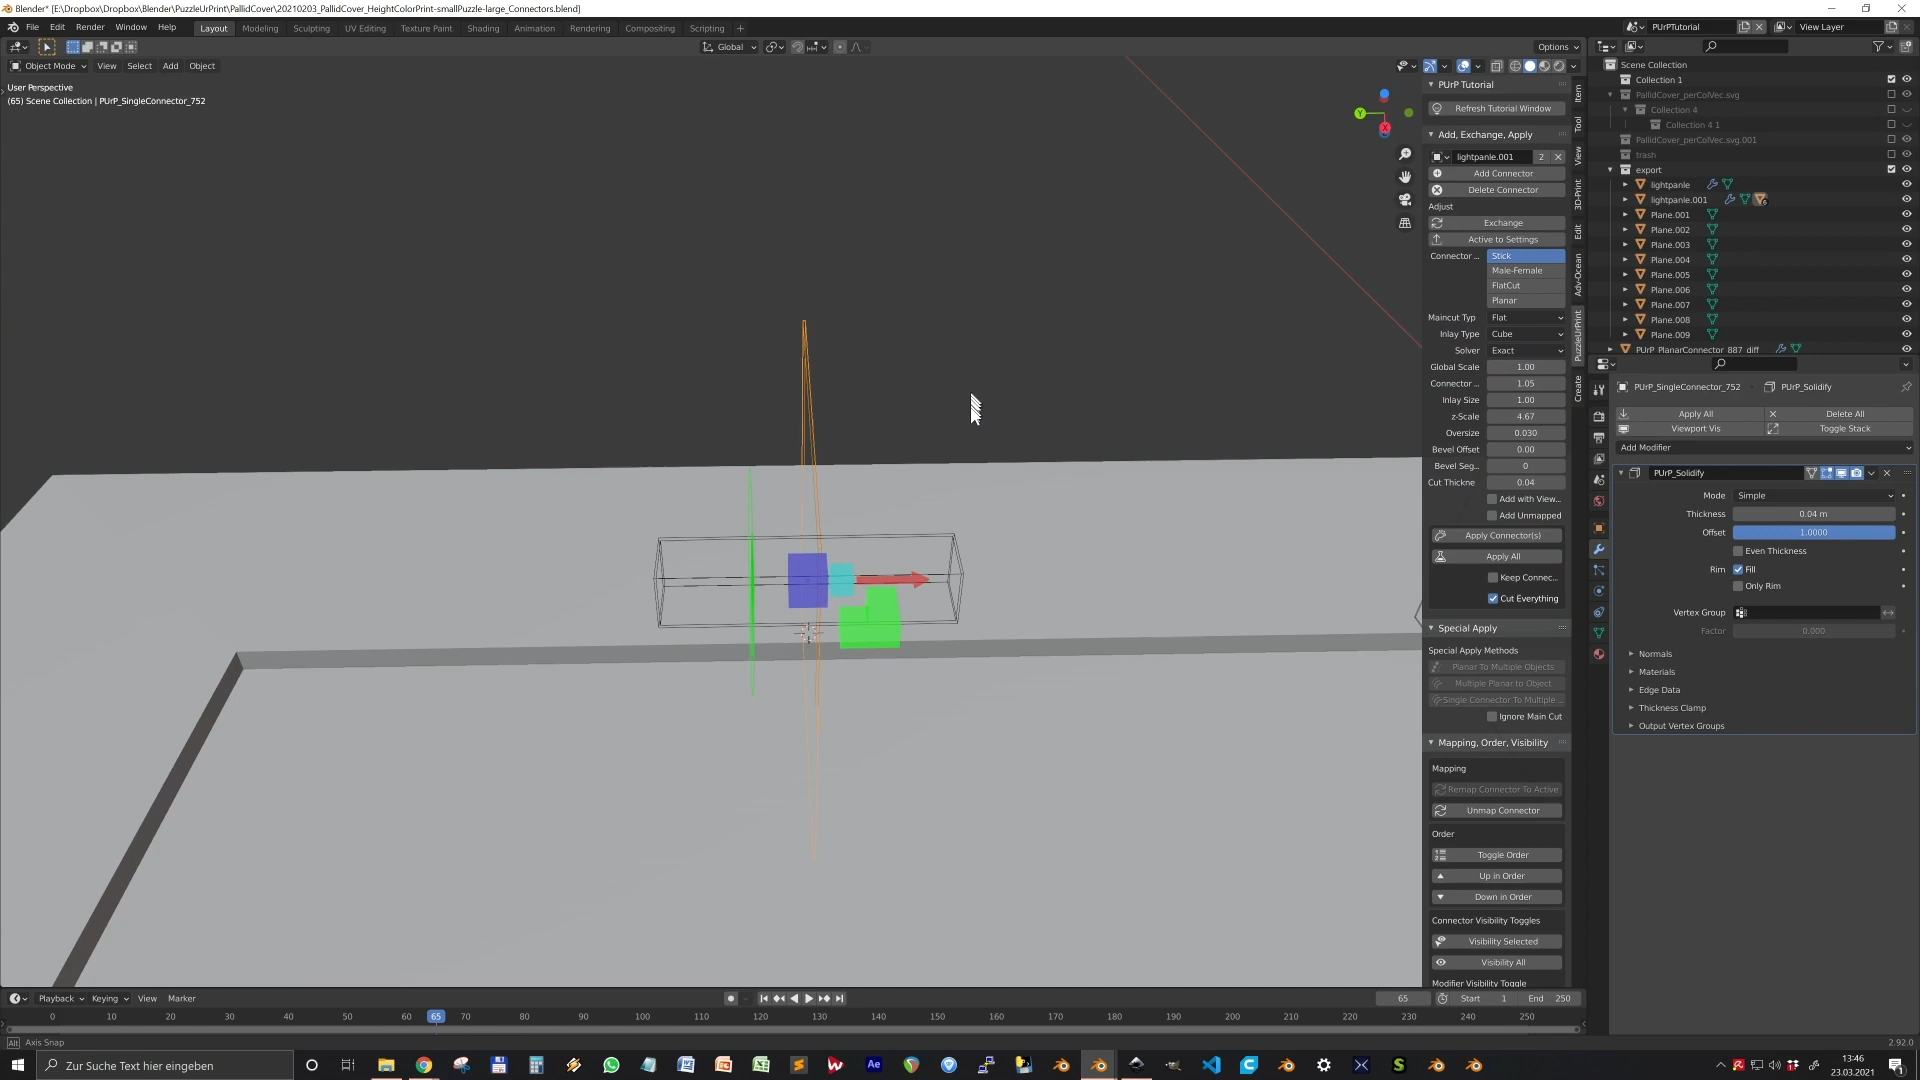 Blender* [E:\Dropbox\Dropbox\Blender\PuzzleUrPrint\PallidCover\20210203_PallidCover_HeightColorPrint-smallPuzzle-large_Connectors.blend]
File Edit Render Window Help Layout Modeling Sculpting UV Editing Texture Paint Shading Animation Rendering Compositing Scripting + PUrPTutorial View Layer
Global Options
Object Mode View Select Add Object
User Perspective
(65) Scene Collection | PUrP_SingleConnector_752
Y
X
PUrP Tutorial
Refresh Tutorial Window
Add, Exchange, Apply
lightpanle.001 2
Add Connector
Delete Connector
Adjust
Exchange
Active to Settings
Connector ... Stick
Male-Female
FlatCut
Planar
Maincut Typ Flat
Inlay Type Cube
Solver Exact
Global Scale 1.00
Connector ... 1.05
Inlay Size 1.00
z-Scale 4.67
Oversize 0.030
Bevel Offset 0.00
Bevel Seg... 0
Cut Thickne 0.04
Add with View...
Add Unmapped
Apply Connector(s)
Apply All
Keep Connec...
Cut Everything
Special Apply
Special Apply Methods
Planar To Multiple Objects
Multiple Planar to Object
Single Connector To Multiple ...
Ignore Main Cut
Mapping, Order, Visibility
Mapping
Remap Connector To Active
Unmap Connector
Order
Toggle Order
Up in Order
Down in Order
Connector Visibility Toggles
Visibility Selected
Visibility All
Modifier Visibility Toggle
Item
Tool
View
3D-Print
Edit
Adv-Ocean
PuzzleUrPrint
Create
Scene Collection
Collection 1
PallidCover_perColVec.svg
Collection 4
Collection 4 1
PallidCover_perColVec.svg.001
trash
export
lightpanle
lightpanle.001
Plane.001
Plane.002
Plane.003
Plane.004
Plane.005
Plane.006
Plane.007
Plane.008
Plane.009
PUrP_PlanarConnector_887_diff
PUrP_SingleConnector_752 PUrP_Solidify
Apply All Delete All
Viewport Vis Toggle Stack
Add Modifier
PUrP_Solidify
Mode Simple
Thickness 0.04 m
Offset 1.0000
Even Thickness
Rim Fill
Only Rim
Vertex Group
Factor 0.000
Normals
Materials
Edge Data
Thickness Clamp
Output Vertex Groups
Playback Keying View Marker 65 Start 1 End 250
0 10 20 30 40 50 60 65 70 80 90 100 110 120 130 140 150 160 170 180 190 200 210 220 230 240 250
Alt Axis Snap 2.92.0
Zur Suche Text hier eingeben
13:46
23.03.2021